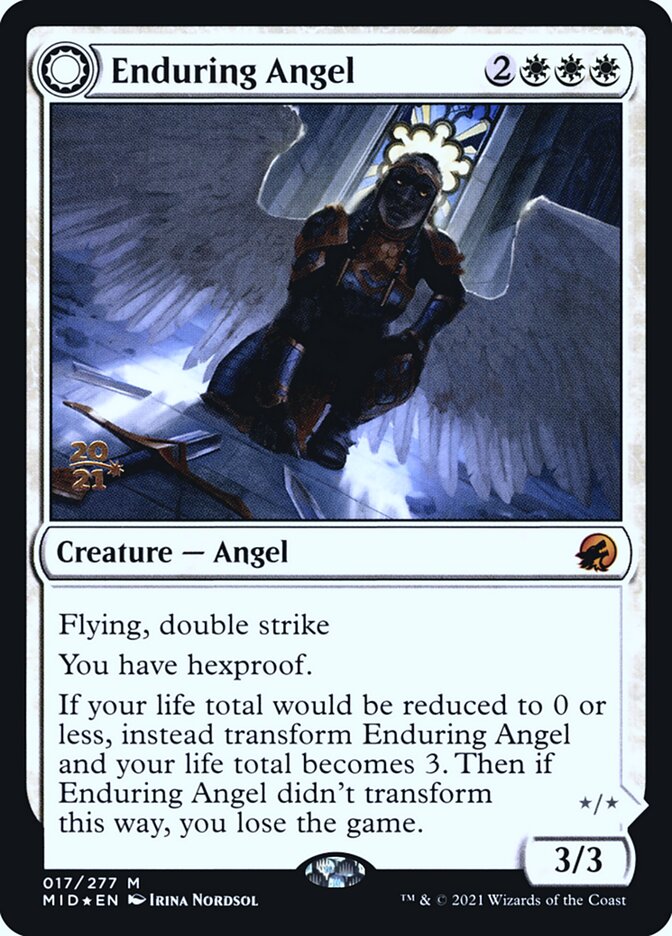 Enduring Angel 2
20
21
Creature — Angel
Flying, double strike
You have hexproof.
If your life total would be reduced to 0 or
less, instead transform Enduring Angel
and your life total becomes 3. Then if
Enduring Angel didn't transform
this way, you lose the game.
★/★
3/3
017/277 M
MID★EN Irina Nordsol
™ & © 2021 Wizards of the Coast